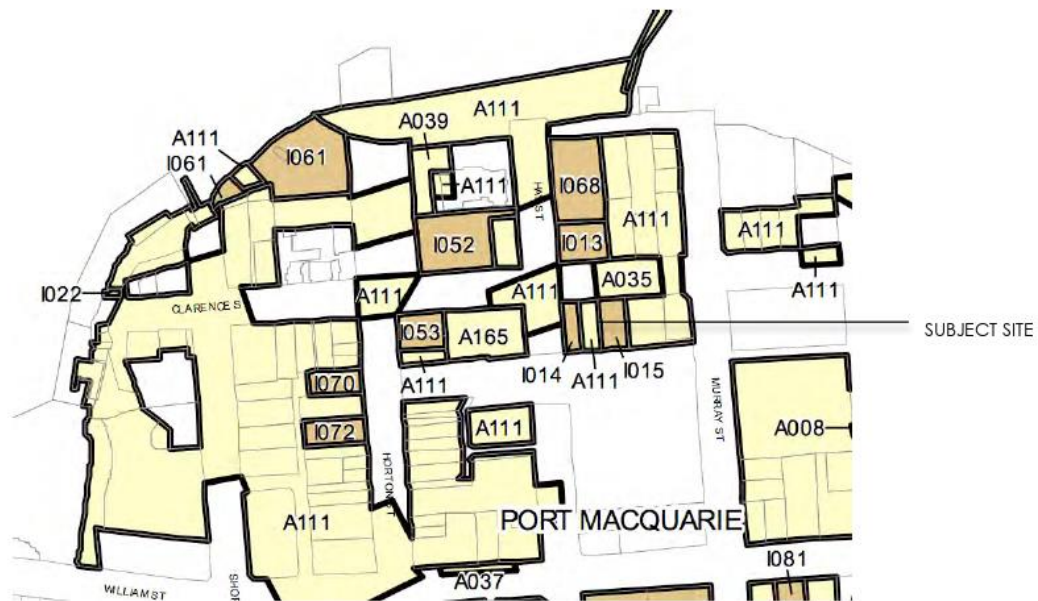 A111
A039
A111
I061
I061
A111
HAY ST
I068
A111
A111
I052
I013
A035
A111
I022
CLARENCE S
A111
A111
I053
A165
SUBJECT SITE
A111
I014
A111
I015
I070
I072
A111
MURRAY ST
A008
HORTON ST
A111
PORT MACQUARIE
I081
A037
WILLIAM ST
SHOR